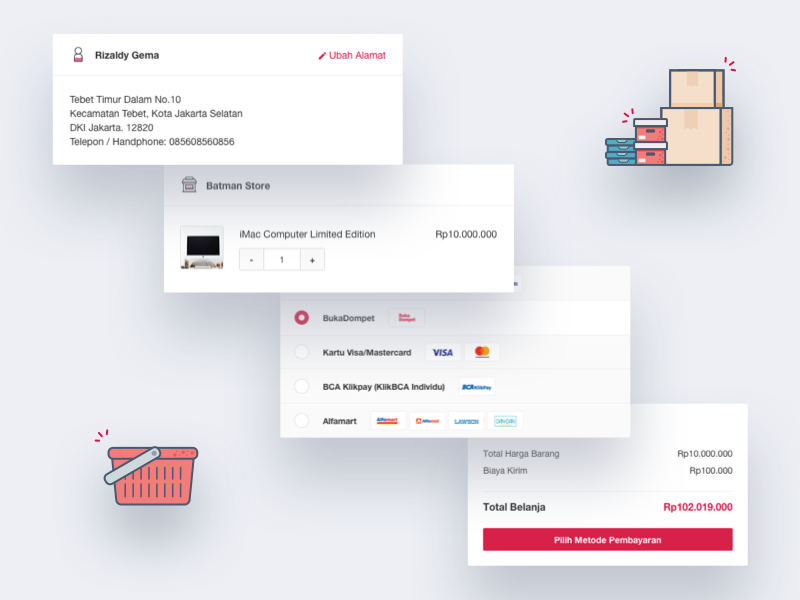 Rizaldy Gema
Ubah Alamat
Tebet Timur Dalam No.10
Kecamatan Tebet, Kota Jakarta Selatan
DKI Jakarta. 12820
Telepon / Handphone: 085608560856
Batman Store
iMac Computer Limited Edition
Rp10.000.000
- 1 +
BukaDompet
Buka Dompet
Kartu Visa/Mastercard
VISA
BCA Klikpay (KlikBCA Individu)
BCA KlikPay
Alfamart
Alfamart
Alfamidi
LAWSON
DAN+DAN
Total Harga Barang
Rp10.000.000
Biaya Kirim
Rp100.000
Total Belanja
Rp102.019.000
Pilih Metode Pembayaran